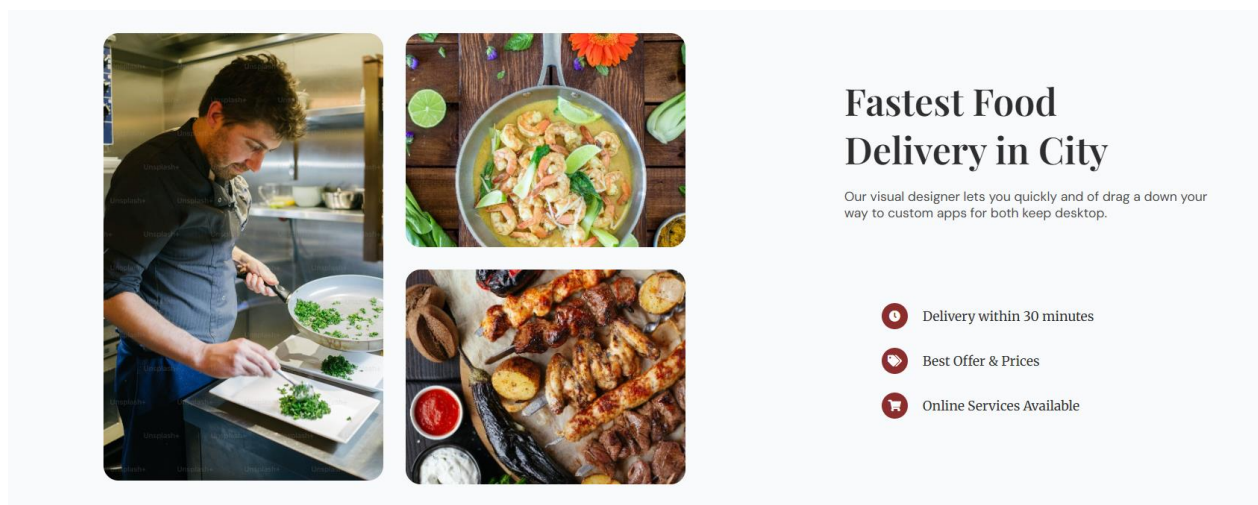 Fastest Food
Delivery in City
Our visual designer lets you quickly and of drag a down your
way to custom apps for both keep desktop.
Delivery within 30 minutes
Best Offer & Prices
Online Services Available
Unsplash+